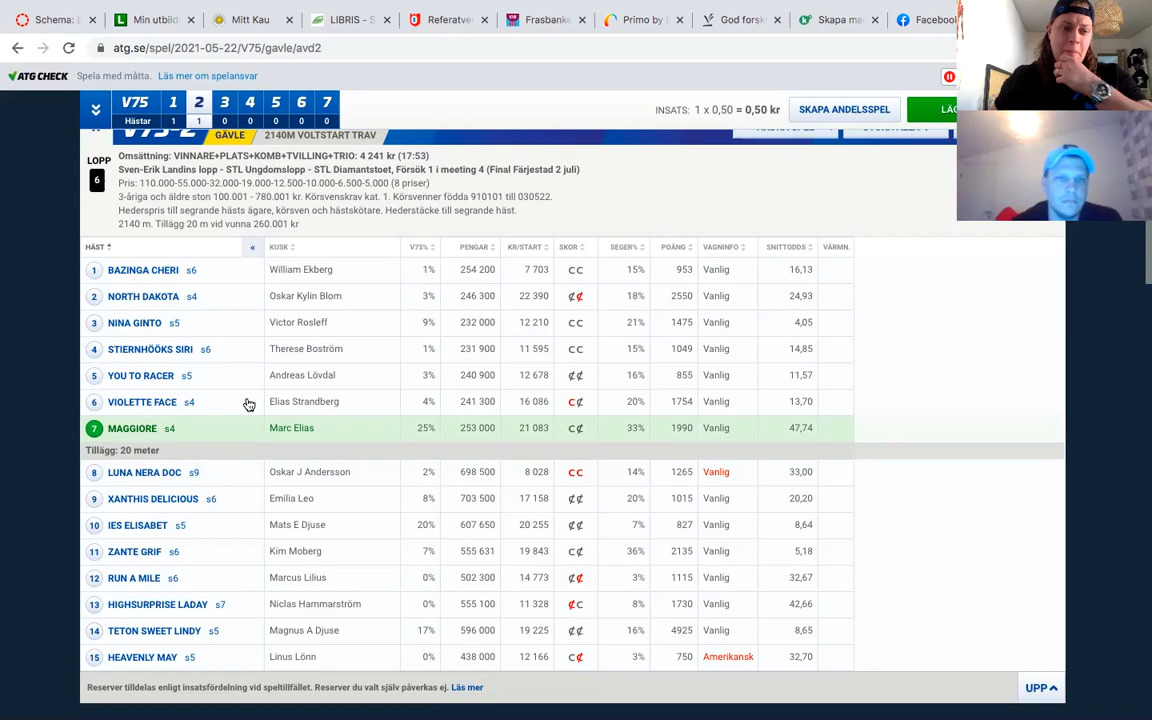 Schema: L
Min utbild
Mitt Kau
LIBRIS - S
Referatver
Frasbanke
Primo by E
God forsk
Skapa ma
Facebook
atg.se/spel/2021-05-22/V75/gavle/avd2
ATG CHECK Spela med måtta. Läs mer om spelansvar
V75 1 2 3 4 5 6 7
Hästar 1 1 0 0 0 0 0
INSATS: 1 x 0,50 = 0,50 kr SKAPA ANDELSSPEL
GÄVLE 2140M VOLTSTART TRAV
LOPP
6
Omsättning: VINNARE+PLATS+KOMB+TVILLING+TRIO: 4 241 kr (17:53)
Sven-Erik Landins lopp - STL Ungdomslopp - STL Diamantstoet, Försök 1 i meeting 4 (Final Färjestad 2 juli)
Pris: 110.000-55.000-32.000-19.000-12.500-10.000-6.500-5.000 (8 priser)
3-åriga och äldre ston 100.001 - 780.001 kr. Körsvenskrav kat. 1. Körsvenner födda 910101 till 030522.
Hederspris till segrande hästs ägare, körsven och hästskötare. Hederstäcke till segrande häst.
2140 m. Tillägg 20 m vid vunna 260.001 kr
HÄST « KUSK V75% PENGAR KR/START SKOR SEGER% POÄNG VAGNINFO SNITTODDS VÄRMN.
1 BAZINGA CHERI s6 William Ekberg 1% 254 200 7 703 C C 15% 953 Vanlig 16,13
2 NORTH DAKOTA s4 Oskar Kylin Blom 3% 246 300 22 390 ₵ ₵ 18% 2550 Vanlig 24,93
3 NINA GINTO s5 Victor Rosleff 9% 232 000 12 210 C C 21% 1475 Vanlig 4,05
4 STIERNHÖÖKS SIRI s6 Therese Boström 1% 231 900 11 595 C C 15% 1049 Vanlig 14,85
5 YOU TO RACER s5 Andreas Lövdal 3% 240 900 12 678 ₵ ₵ 16% 855 Vanlig 11,57
6 VIOLETTE FACE s4 Elias Strandberg 4% 241 300 16 086 C ₵ 20% 1754 Vanlig 13,70
7 MAGGIORE s4 Marc Elias 25% 253 000 21 083 C ₵ 33% 1990 Vanlig 47,74
Tillägg: 20 meter
8 LUNA NERA DOC s9 Oskar J Andersson 2% 698 500 8 028 C C 14% 1265 Vanlig 33,00
9 XANTHIS DELICIOUS s6 Emilia Leo 8% 703 500 17 158 ₵ ₵ 20% 1015 Vanlig 20,20
10 IES ELISABET s5 Mats E Djuse 20% 607 650 20 255 ₵ ₵ 7% 827 Vanlig 8,64
11 ZANTE GRIF s6 Kim Moberg 7% 555 631 19 843 C ₵ 36% 2135 Vanlig 5,18
12 RUN A MILE s6 Marcus Lilius 0% 502 300 14 773 ₵ ₵ 3% 1115 Vanlig 32,67
13 HIGHSURPRISE LADAY s7 Niclas Hammarström 0% 555 100 11 328 ₵ C 8% 1730 Vanlig 42,66
14 TETON SWEET LINDY s5 Magnus A Djuse 17% 596 000 19 225 ₵ ₵ 16% 4925 Vanlig 8,65
15 HEAVENLY MAY s5 Linus Lönn 0% 438 000 12 166 C ₵ 3% 750 Amerikansk 32,70
Reserver tilldelas enligt insatsfördelning vid speltillfället. Reserver du valt själv påverkas ej. Läs mer
UPP